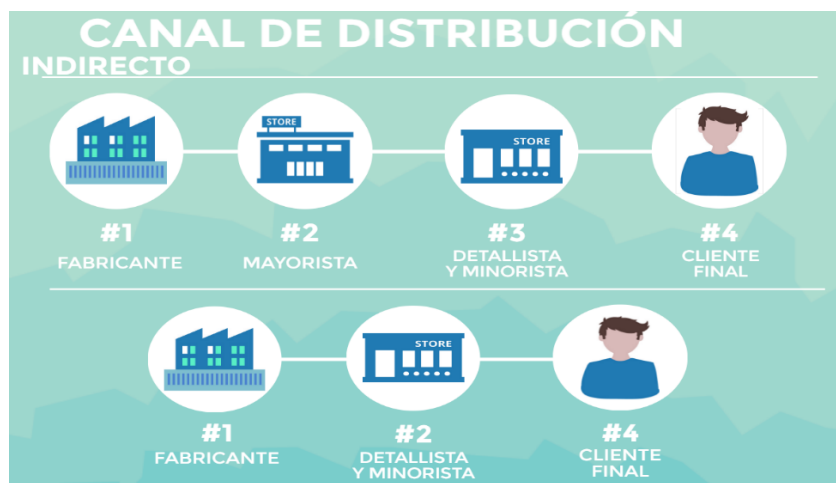 CANAL DE DISTRIBUCIÓN
INDIRECTO
STORE
STORE
#1
#2
#3
#4
FABRICANTE
MAYORISTA
DETALLISTA
Y MINORISTA
CLIENTE
FINAL
STORE
#1
#2
#4
FABRICANTE
DETALLISTA
Y MINORISTA
CLIENTE
FINAL